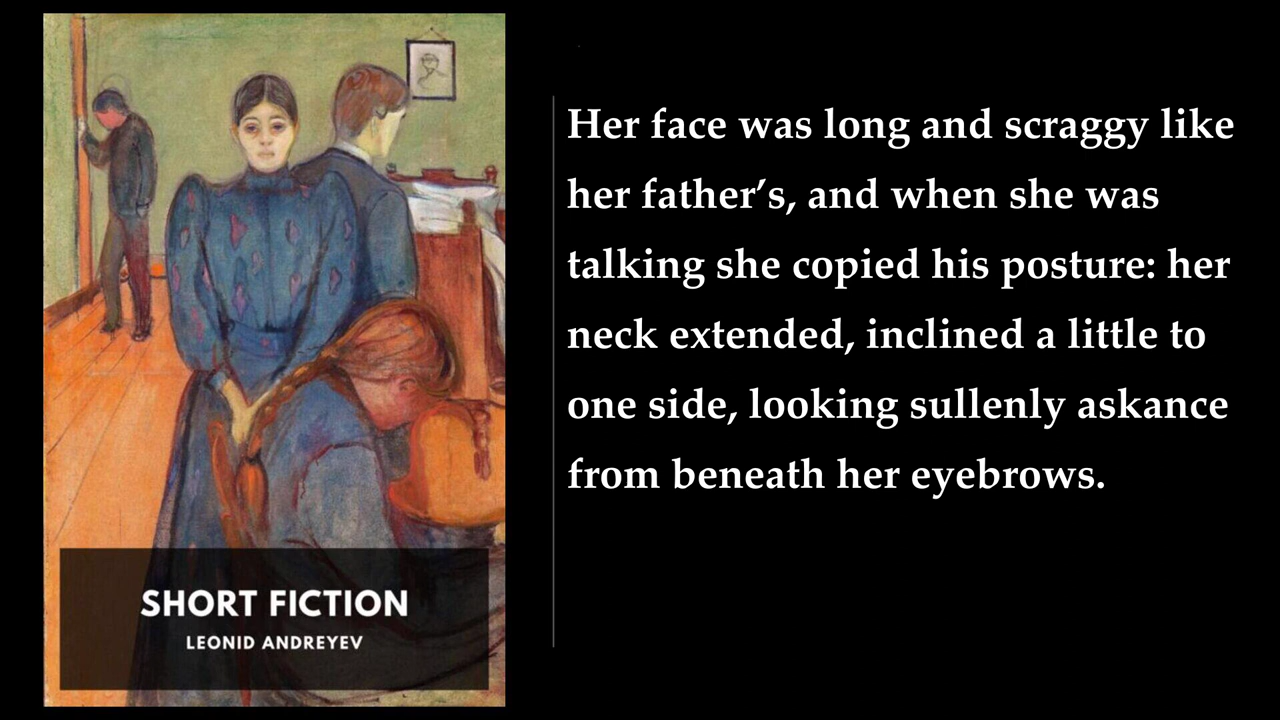 SHORT FICTION
LEONID ANDREYEV
Her face was long and scraggy like
her father’s, and when she was
talking she copied his posture: her
neck extended, inclined a little to
one side, looking sullenly askance
from beneath her eyebrows.